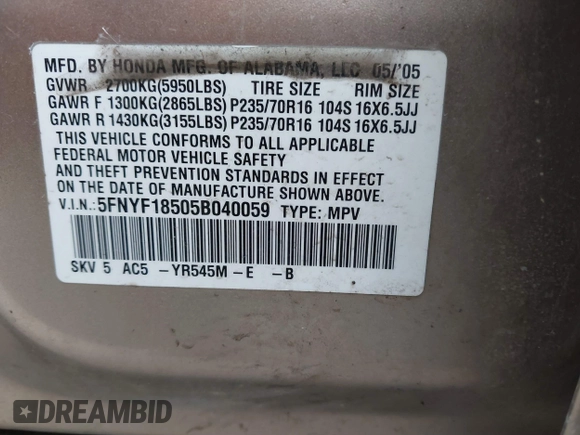 MFD. BY HONDA MFG. OF ALABAMA, LLC 05/'05
GVWR 2700KG(5950LBS) TIRE SIZE RIM SIZE
GAWR F 1300KG(2865LBS) P235/70R16 104S 16X6.5JJ
GAWR R 1430KG(3155LBS) P235/70R16 104S 16X6.5JJ
THIS VEHICLE CONFORMS TO ALL APPLICABLE
FEDERAL MOTOR VEHICLE SAFETY
AND THEFT PREVENTION STANDARDS IN EFFECT
ON THE DATE OF MANUFACTURE SHOWN ABOVE.
V.I.N.:5FNYF18505B040059 TYPE: MPV
SKV 5 AC5 -YR545M-E -B
DREAMBID